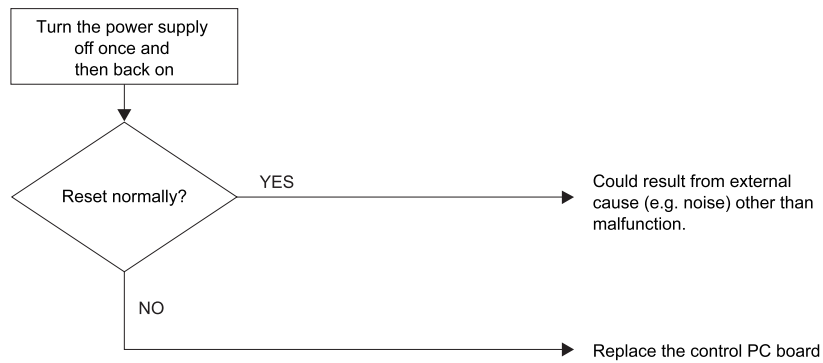 Turn the power supply
off once and
then back on
Reset normally?
YES
Could result from external
cause (e.g. noise) other than
malfunction.
NO
Replace the control PC board